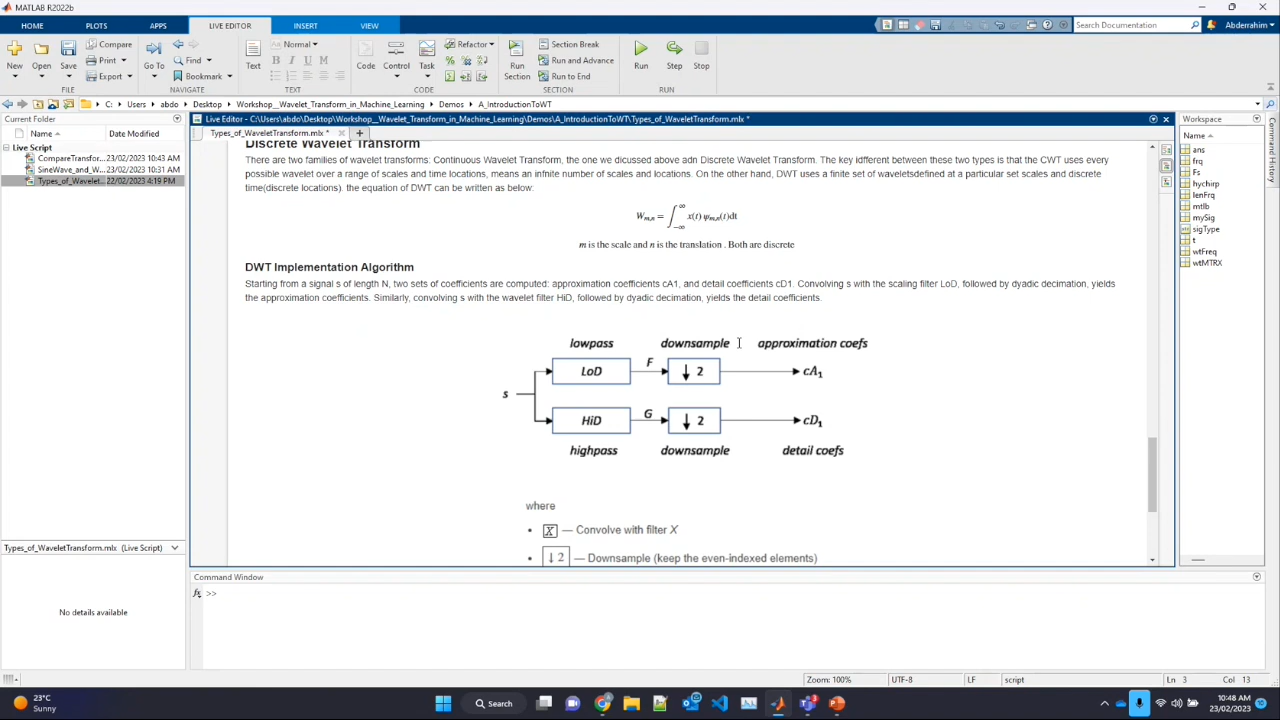 MATLAB R2022b
HOME PLOTS APPS LIVE EDITOR INSERT VIEW
Search Documentation
Abderrahim
New Open Save Compare Print Export
Go To Find Bookmark
Text Normal B I U M
Code Control Task Refactor
Run Section Section Break Run and Advance Run to End
Run Step Stop
FILE NAVIGATE TEXT CODE SECTION RUN
C: Users abdo Desktop Workshop__Wavelet_Transform_in_Machine_Learning Demos A_IntroductionToWT
Current Folder
Name Date Modified
Live Script
CompareTransfor... 23/02/2023 10:43 AM
SineWave_and_W... 23/02/2023 10:31 AM
Types_of_Wavelet... 22/02/2023 4:19 PM
Types_of_WaveletTransform.mlx (Live Script)
No details available
Live Editor - C:\Users\abdo\Desktop\Workshop__Wavelet_Transform_in_Machine_Learning\Demos\A_IntroductionToWT\Types_of_WaveletTransform.mlx *
Types_of_WaveletTransform.mlx *
Discrete Wavelet Transform
There are two families of wavelet transforms: Continuous Wavelet Transform, the one we dicussed above adn Discrete Wavelet Transform. The key idfferent between these two types is that the CWT uses every
possible wavelet over a range of scales and time locations, means an infnite number of scales and locations. On the other hand, DWT uses a finite set of waveletsdefined at a particular set scales and discrete
time(discrete locations). the equation of DWT can be written as below:
W_{m,n} = ∫_{-∞}^{∞} x(t) ψ_{m,n}(t)dt
m is the scale and n is the translation . Both are discrete
DWT Implementation Algorithm
Starting from a signal s of length N, two sets of coefficients are computed: approximation coefficients cA1, and detail coefficients cD1. Convolving s with the scaling filter LoD, followed by dyadic decimation, yields
the approximation coefficients. Similarly, convolving s with the wavelet filter HiD, followed by dyadic decimation, yields the detail coefficients.
lowpass downsample approximation coefs
LoD F ↓ 2 cA₁
s
HiD G ↓ 2 cD₁
highpass downsample detail coefs
where
• X — Convolve with filter X
• ↓ 2 — Downsample (keep the even-indexed elements)
Workspace
Name
ans
frq
Fs
hychirp
lenFrq
mtlb
mySig
sigType
t
wtFreq
wtMTRX
Command History
Command Window
fx >>
Zoom: 100% UTF-8 LF script Ln 3 Col 13
23°C
Sunny
Search
10:48 AM
23/02/2023